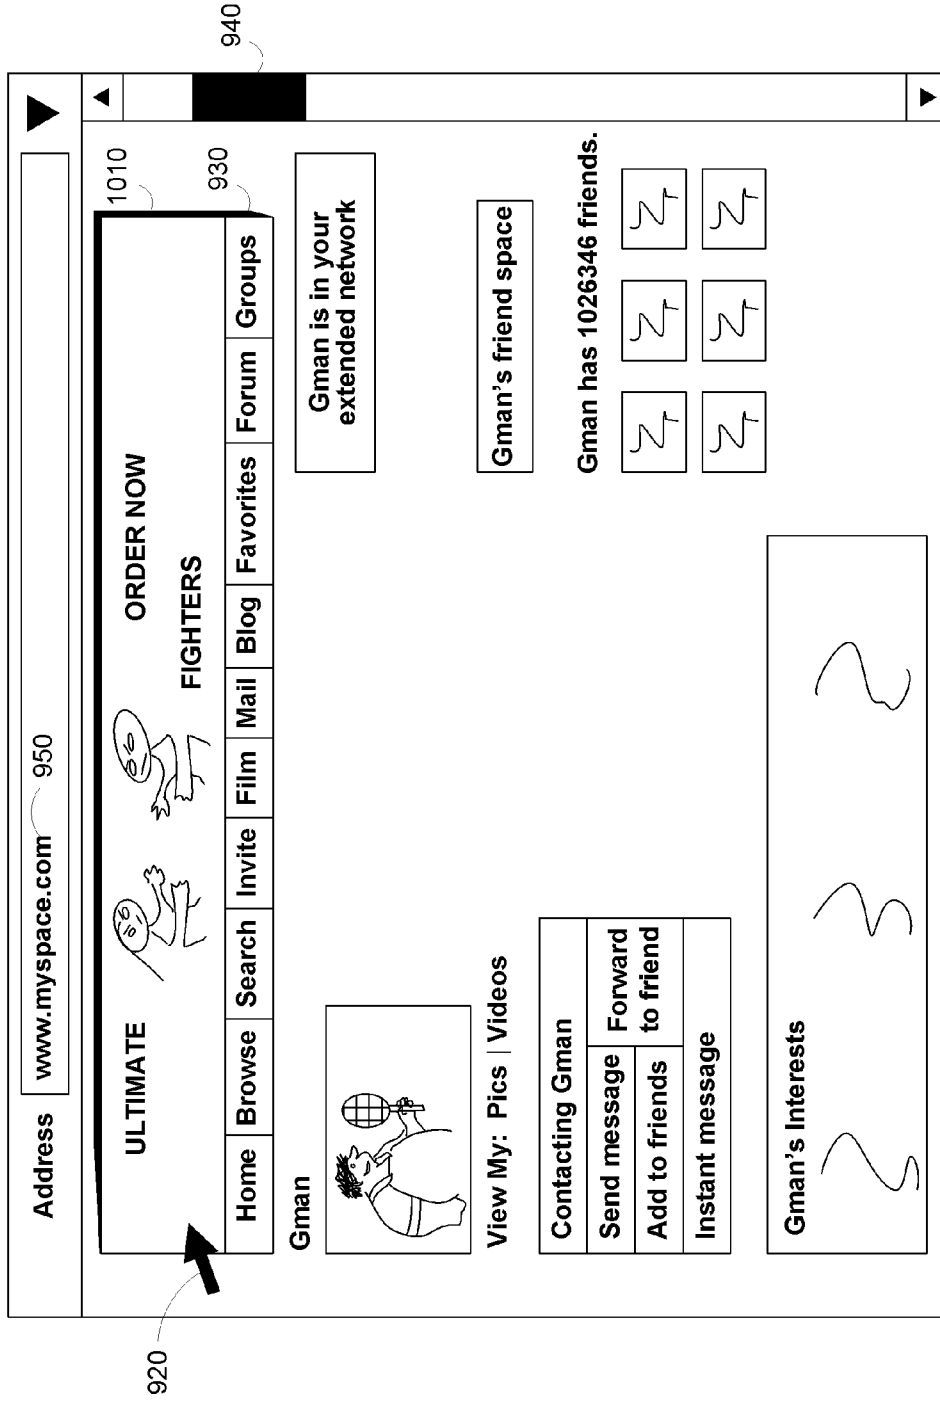 940
Address www.myspace.com 950
1010
ULTIMATE ORDER NOW
FIGHTERS
930
Home Browse Search Invite Film Mail Blog Favorites Forum Groups
920
Gman
Gman is in your
extended network
View My: Pics | Videos
Gman's friend space
Contacting Gman
Send message
Forward
to friend
Add to friends
Instant message
Gman has 1026346 friends.
Gman's Interests